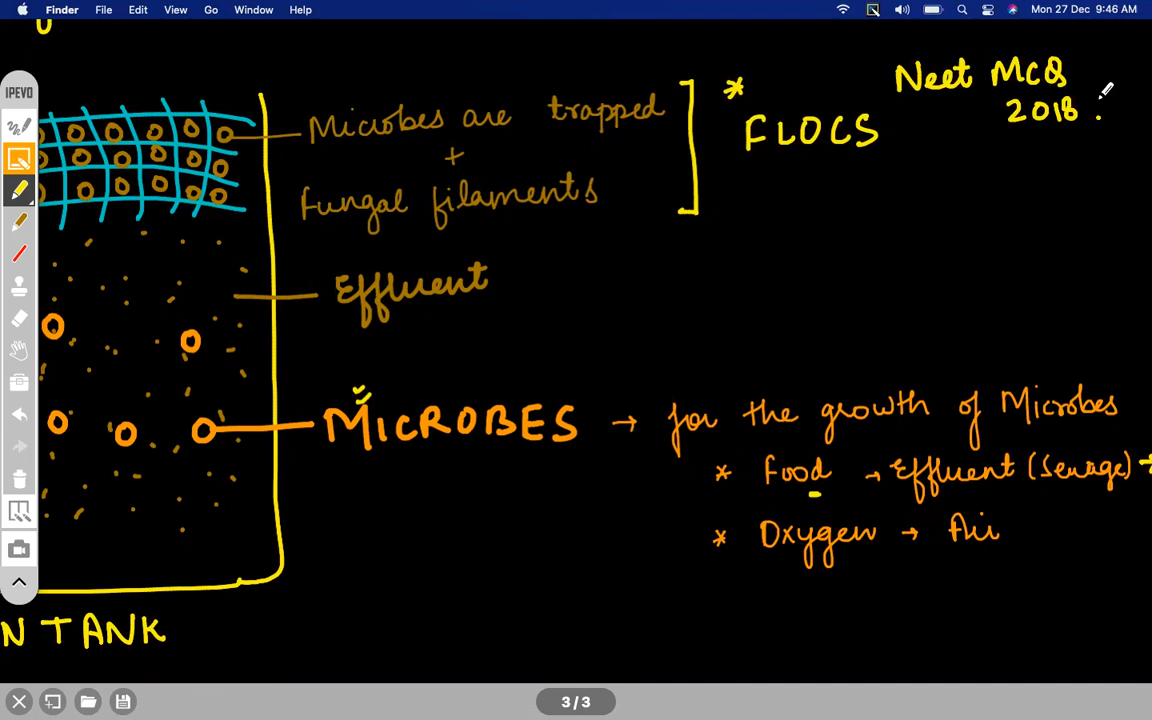 Finder File Edit View Go Window Help Mon 27 Dec 9:46 AM
IPEVO
Neet MCQ
2018 :
Microbes are trapped
+
Fungal filaments
* FLOCS
Effluent
MICROBES → for the growth of Microbes
* Food → Effluent (Sewage)
* Oxygen → Air
N TANK
3 / 3